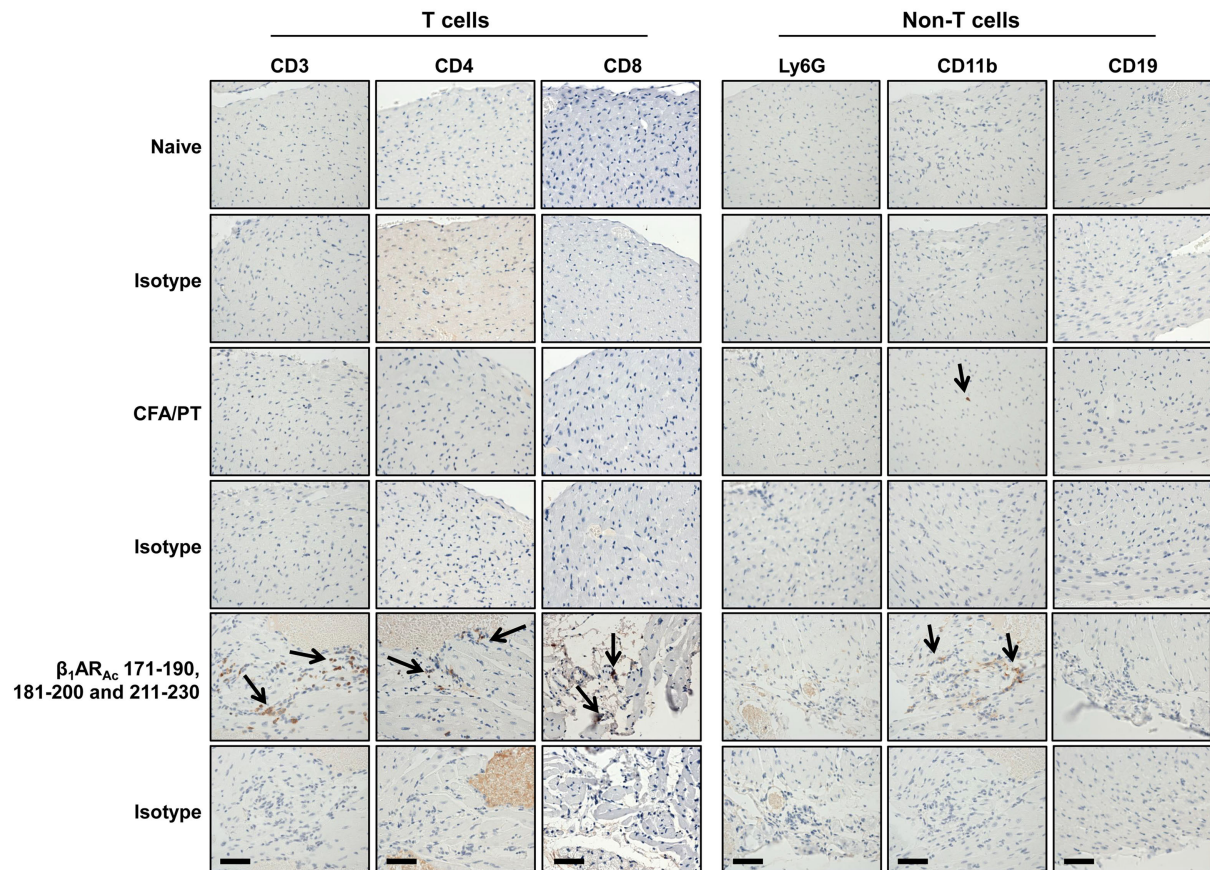 T cells
Non-T cells
CD3
CD4
CD8
Ly6G
CD11b
CD19
Naive
Isotype
CFA/PT
Isotype
β₁AR_Ac 171-190,
181-200 and 211-230
Isotype